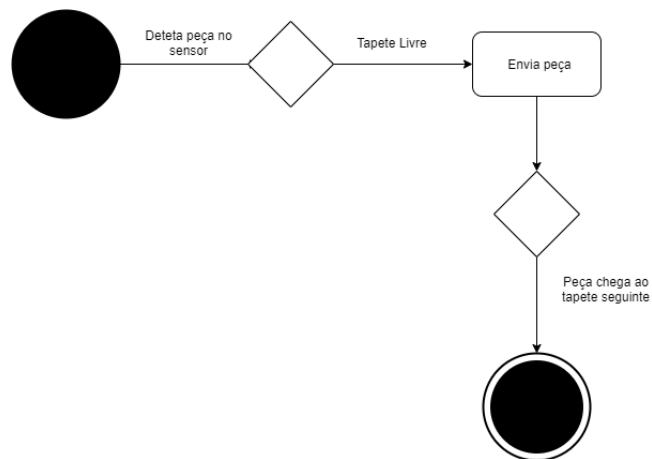 Deteta peça no
sensor
Tapete Livre
Envia peça
Peça chega ao
tapete seguinte